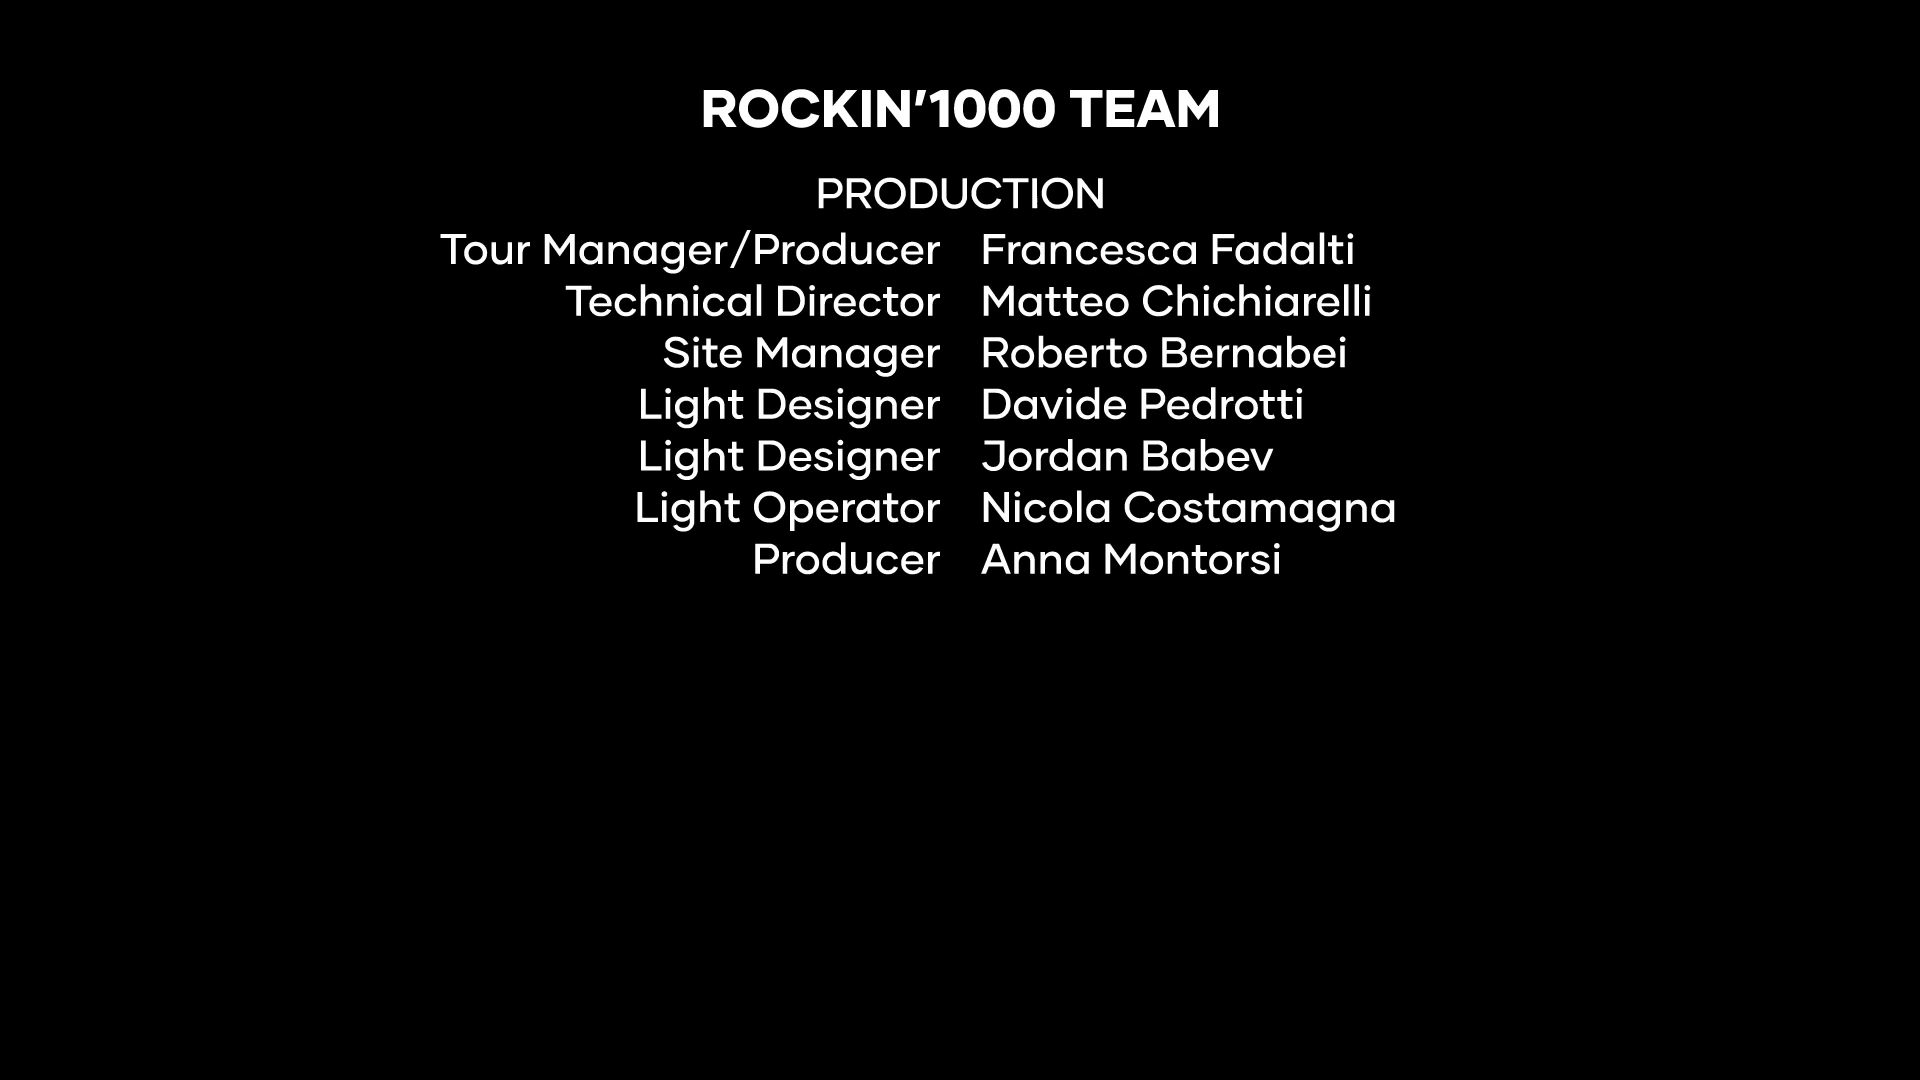 ROCKIN'1000 TEAM
PRODUCTION
Tour Manager/Producer Francesca Fadalti
Technical Director Matteo Chichiarelli
Site Manager Roberto Bernabei
Light Designer Davide Pedrotti
Light Designer Jordan Babev
Light Operator Nicola Costamagna
Producer Anna Montorsi